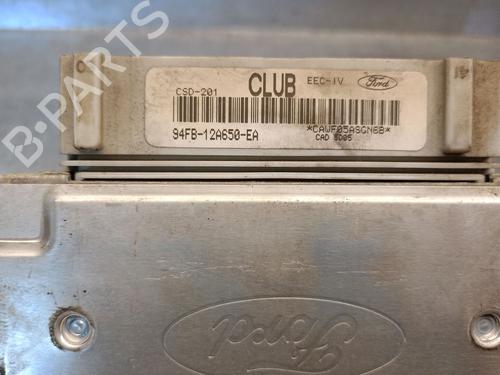 B-PARTS
CSD-201
CLUB
EEC-IV
Ford
94FB-12A650-EA
*CAWF05ASGN6B*
CAD 5005
Ford